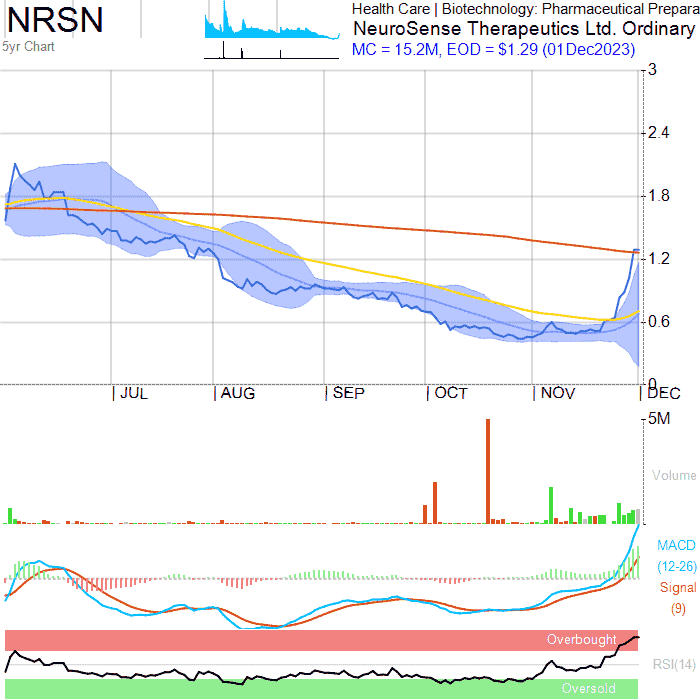 NRSN
5yr Chart
Health Care | Biotechnology: Pharmaceutical Prepara
NeuroSense Therapeutics Ltd. Ordinary
MC = 15.2M, EOD = $1.29 (01Dec2023)
3
2.4
1.8
1.2
0.6
0
JUL
AUG
SEP
OCT
NOV
DEC
5M
Volume
MACD
(12-26)
Signal
(9)
Overbought
RSI(14)
Oversold